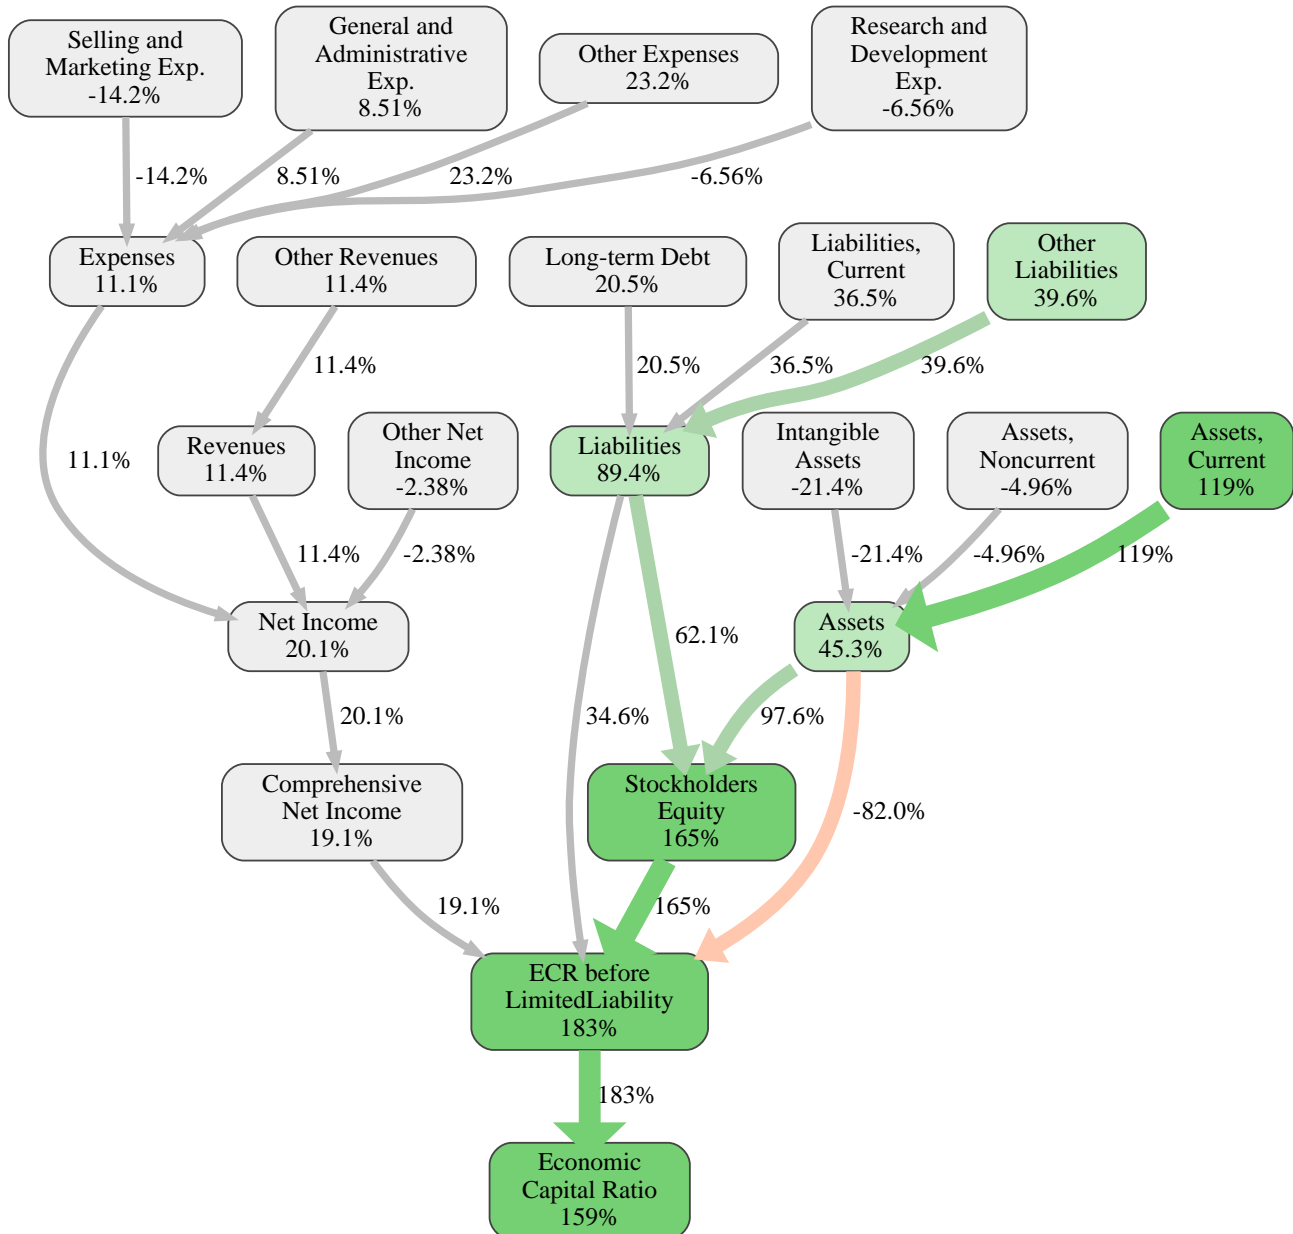 Selling and
Marketing Exp.
-14.2%
General and
Administrative
Exp.
8.51%
Other Expenses
23.2%
Research and
Development
Exp.
-6.56%
-14.2%
8.51%
23.2%
-6.56%
Expenses
11.1%
Other Revenues
11.4%
Long-term Debt
20.5%
Liabilities,
Current
36.5%
Other
Liabilities
39.6%
11.4%
20.5%
36.5%
39.6%
11.1%
Revenues
11.4%
Other Net
Income
-2.38%
Liabilities
89.4%
Intangible
Assets
-21.4%
Assets,
Noncurrent
-4.96%
Assets,
Current
119%
11.4%
-2.38%
-21.4%
-4.96%
119%
Net Income
20.1%
62.1%
Assets
45.3%
20.1%
34.6%
97.6%
Comprehensive
Net Income
19.1%
Stockholders
Equity
165%
-82.0%
19.1%
165%
ECR before
LimitedLiability
183%
183%
Economic
Capital Ratio
159%